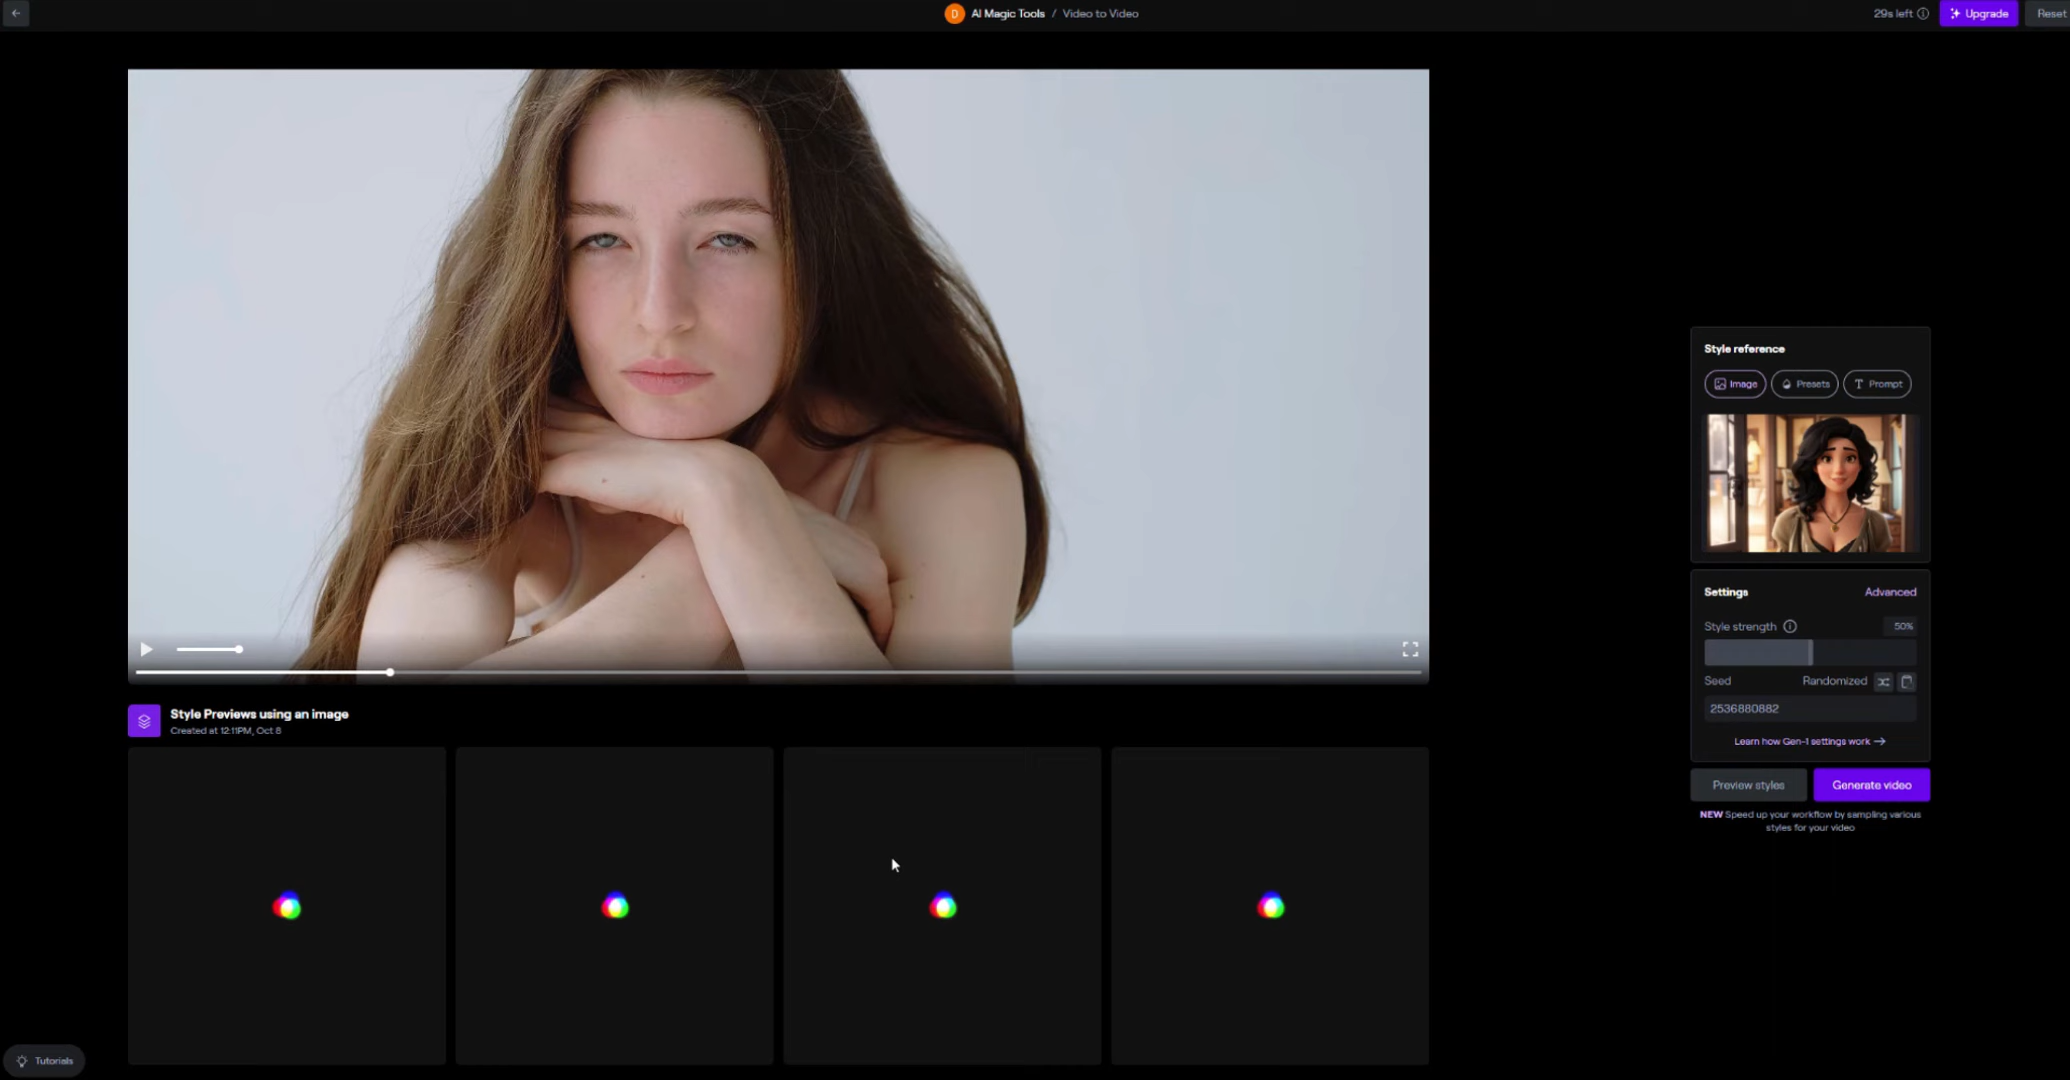 D AI Magic Tools / Video to Video
29s left
Upgrade
Reset
Style reference
Image
Presets
Prompt
Settings
Advanced
Style strength
50%
Seed
Randomized
2536880882
Learn how Gen-1 settings work →
Preview styles
Generate video
NEW Speed up your workflow by sampling various
styles for your video
Style Previews using an image
Created at 12:11PM, Oct 8
Tutorials